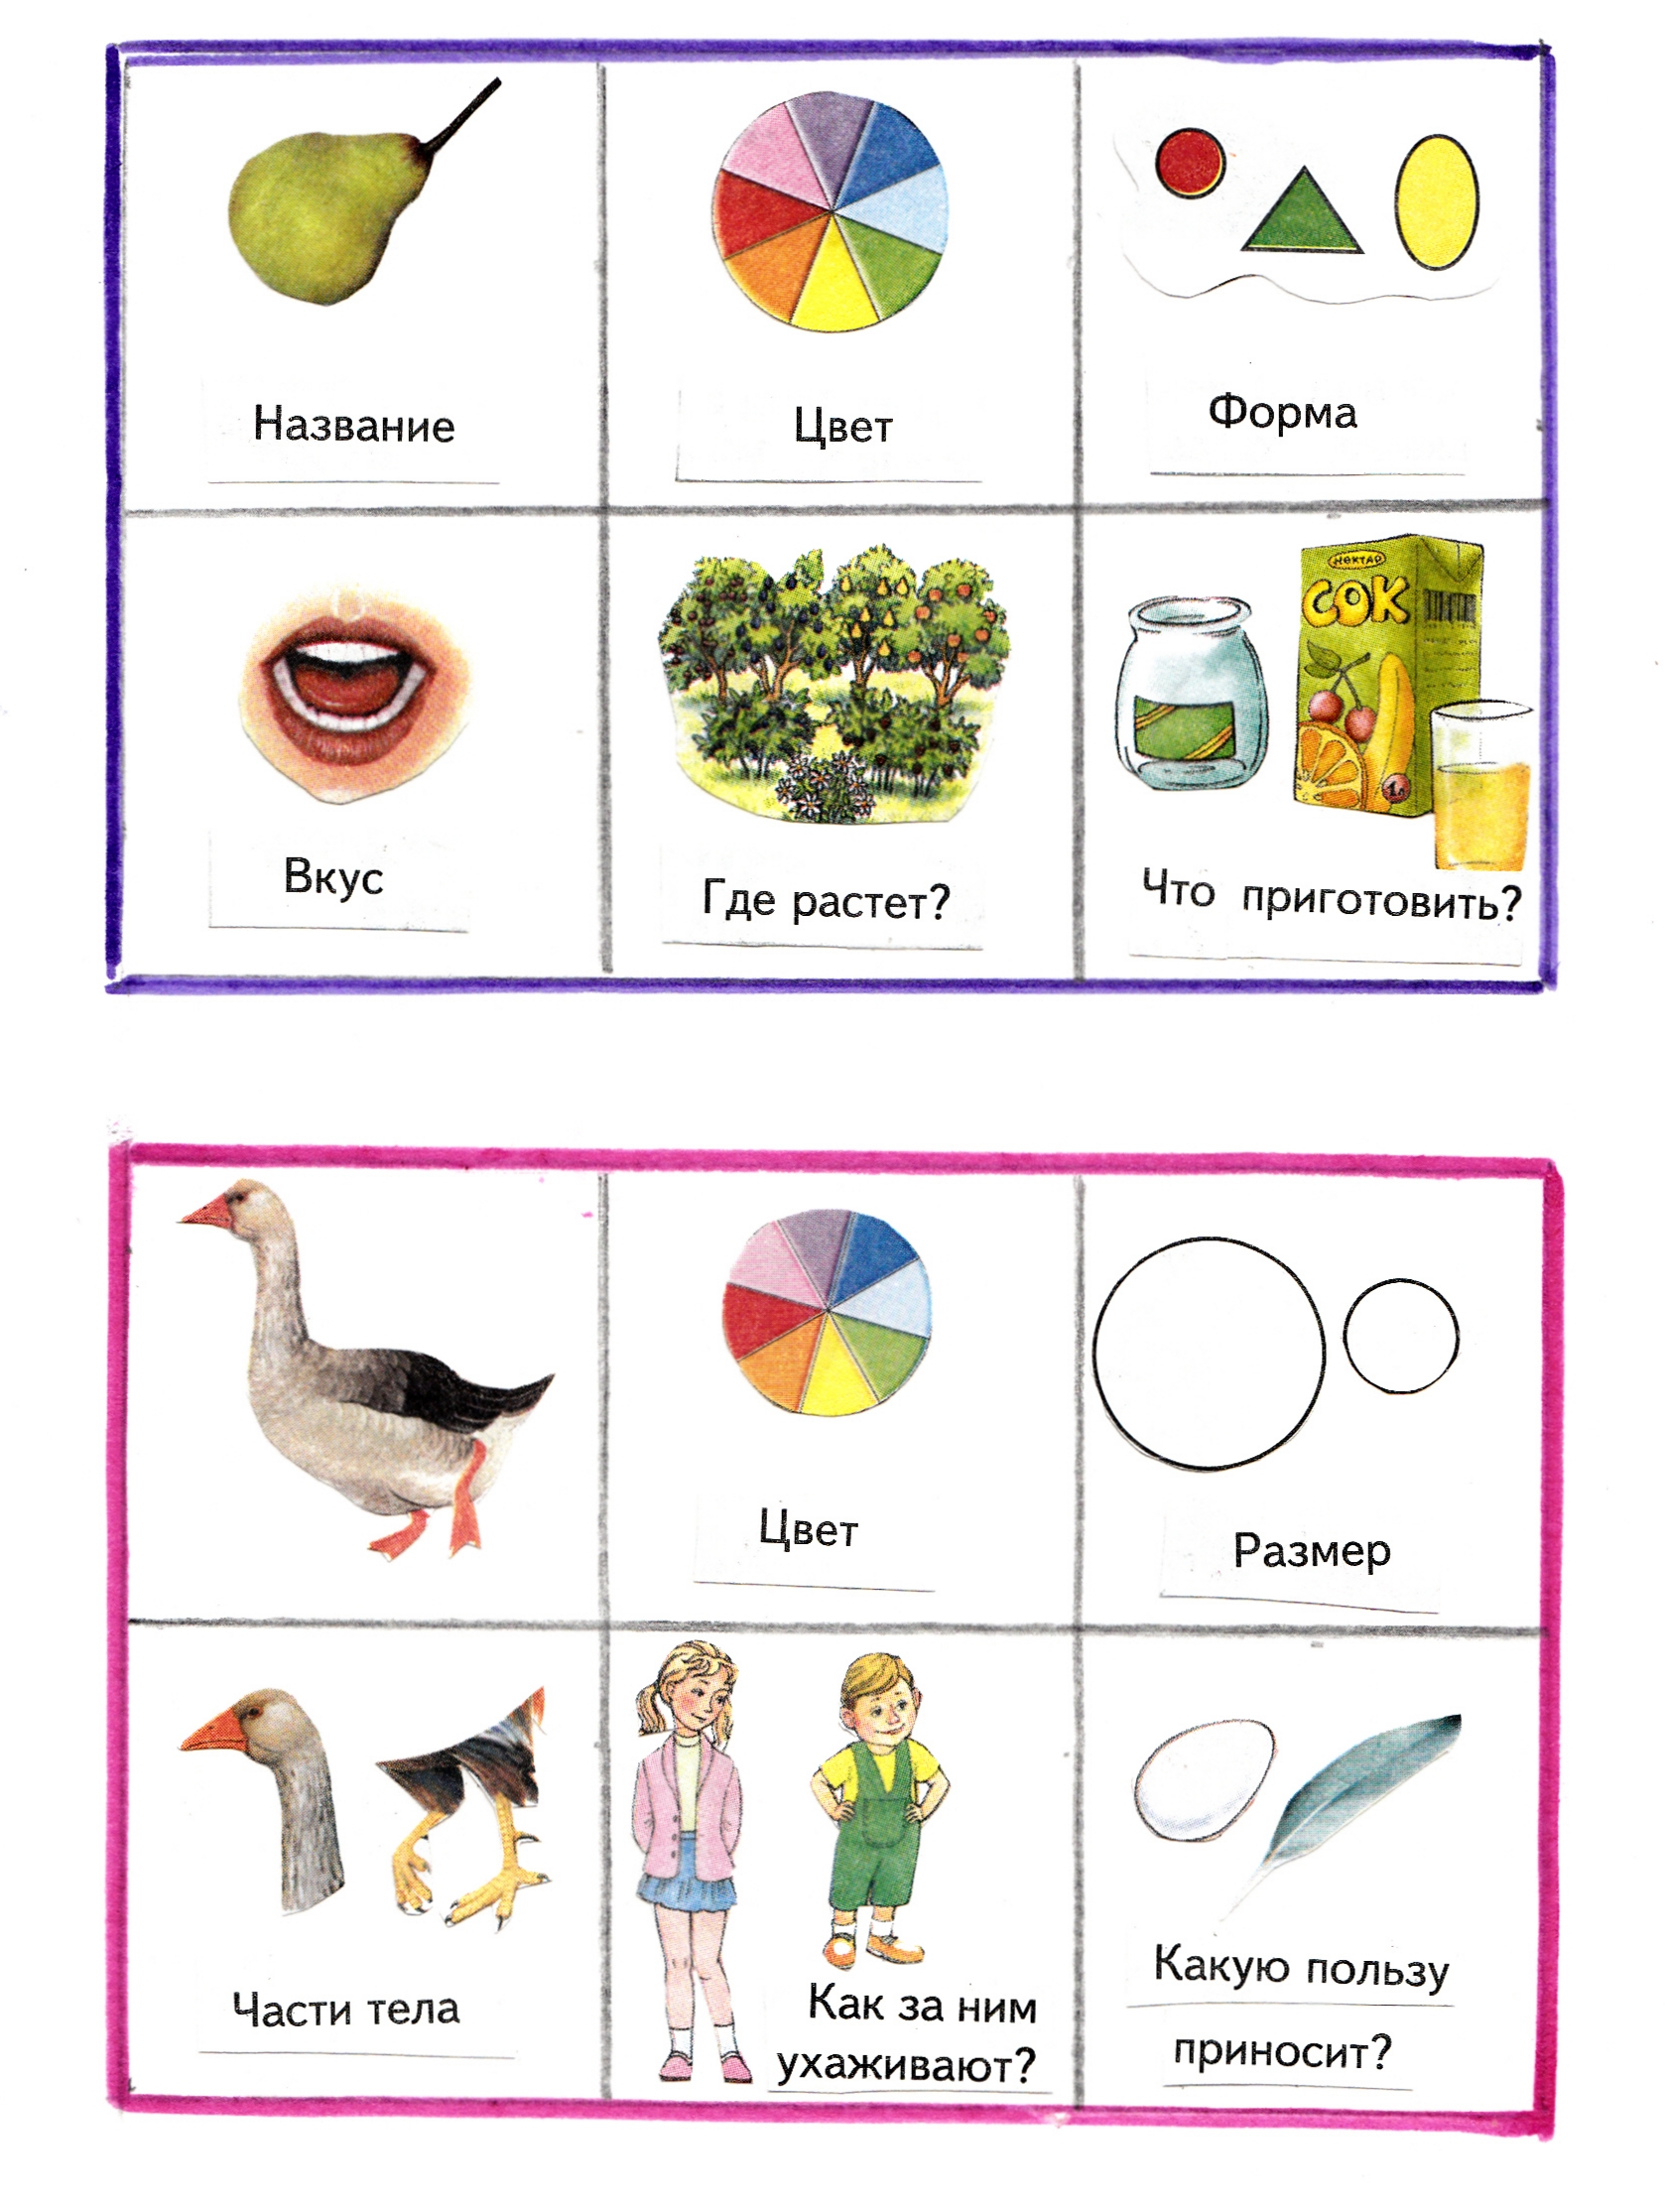 Название
Цвет
Форма
нектар
СОК
1л
Вкус
Где растет?
Что приготовить?
Цвет
Размер
Части тела
Как за ним
ухаживают?
Какую пользу
приносит?